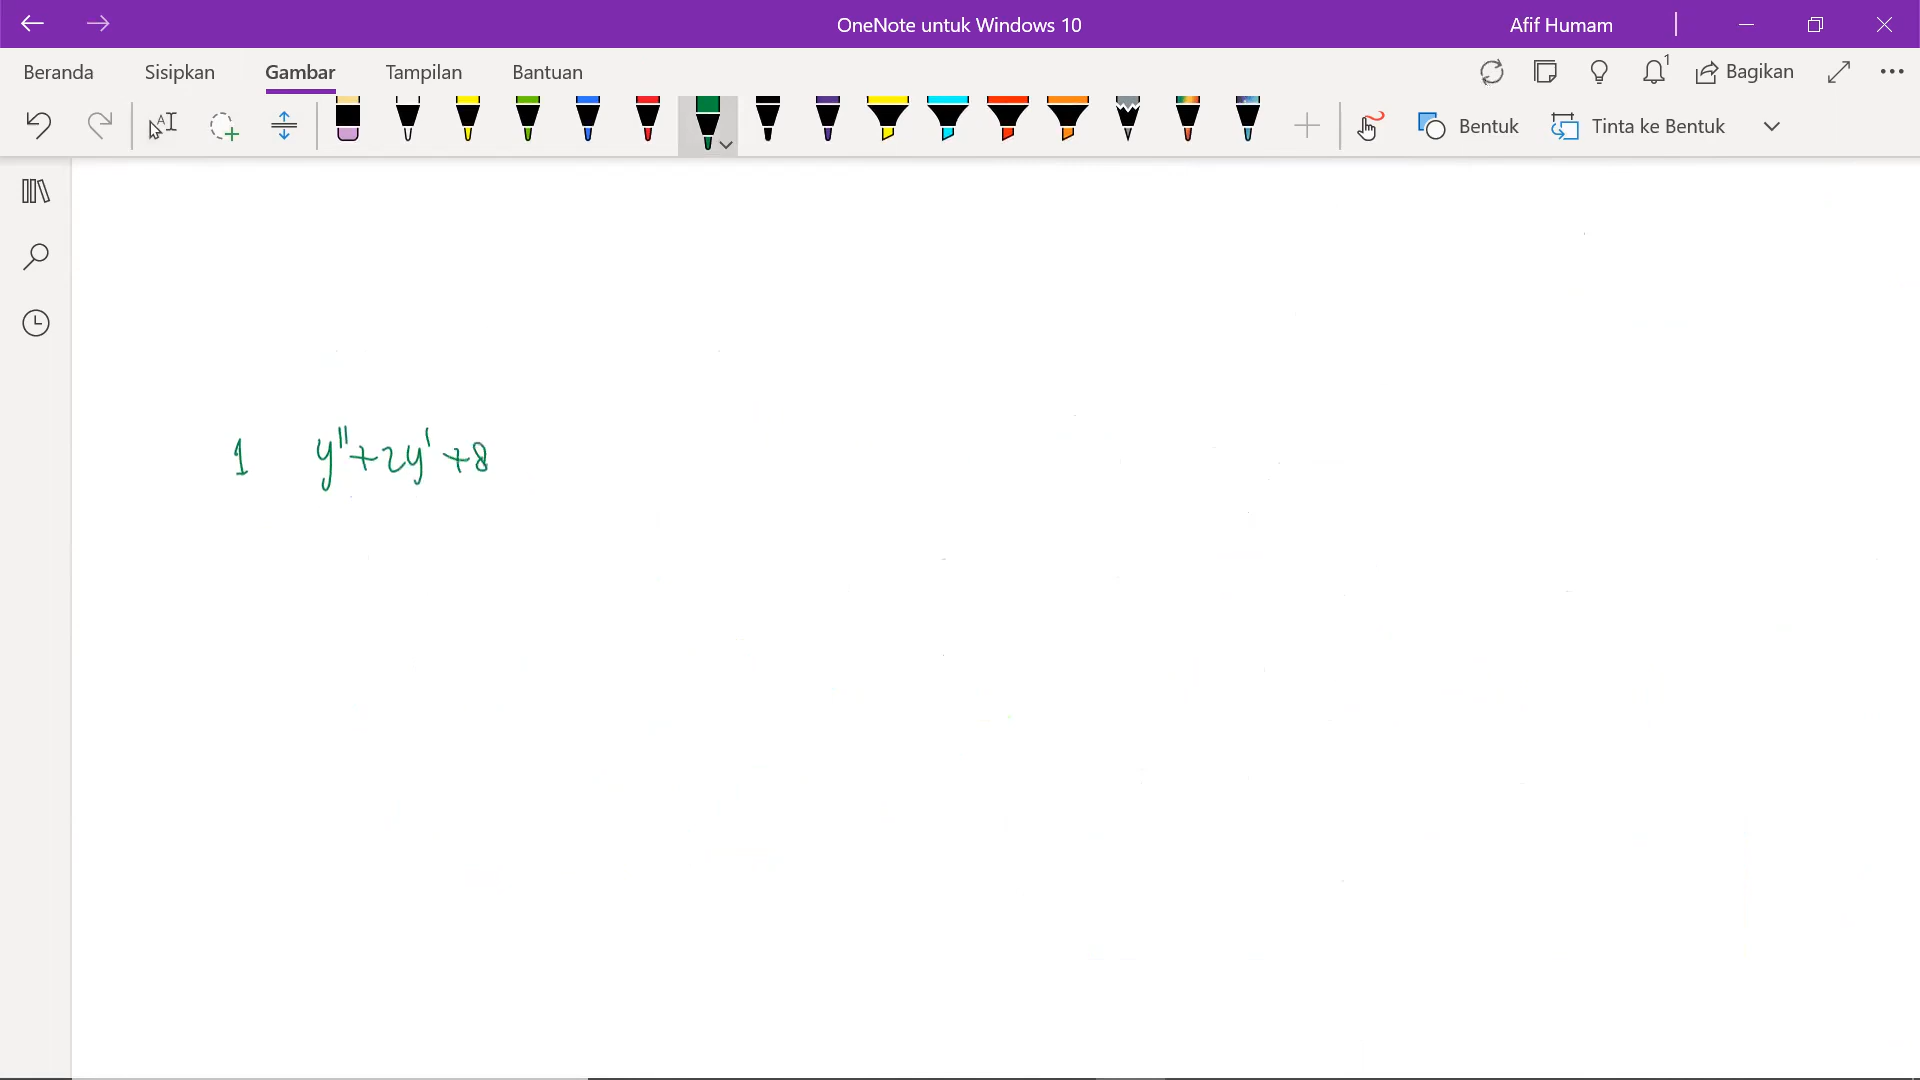 OneNote untuk Windows 10
Afif Humam
Beranda Sisipkan Gambar Tampilan Bantuan
1
Bagikan
Bentuk
Tinta ke Bentuk
1 y''+2y'+8